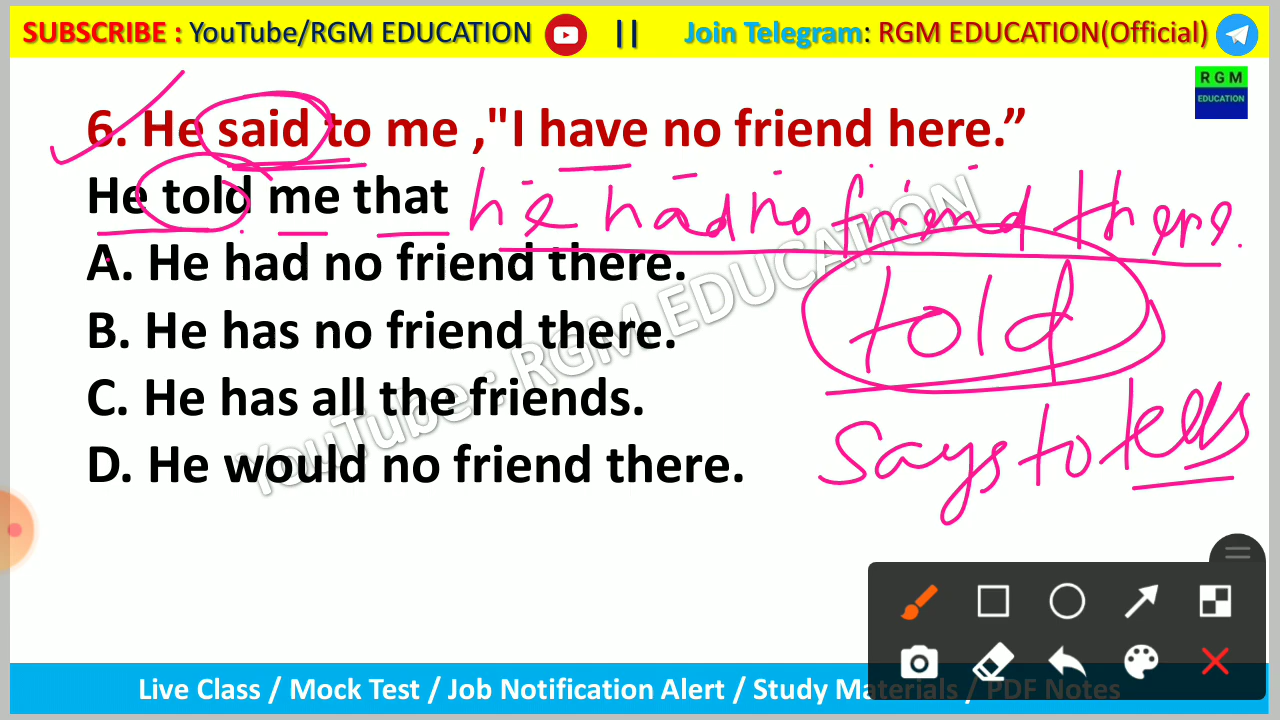 SUBSCRIBE : YouTube/RGM EDUCATION || Join Telegram: RGM EDUCATION(Official)
RGM
EDUCATION
6. He said to me ,"I have no friend here.”
He told me that he had no friend there.
A. He had no friend there.
told
B. He has no friend there.
C. He has all the friends.
says to tells
D. He would no friend there.
YouTube: RGM EDUCATION
Live Class / Mock Test / Job Notification Alert / Study Materials / PDF Notes